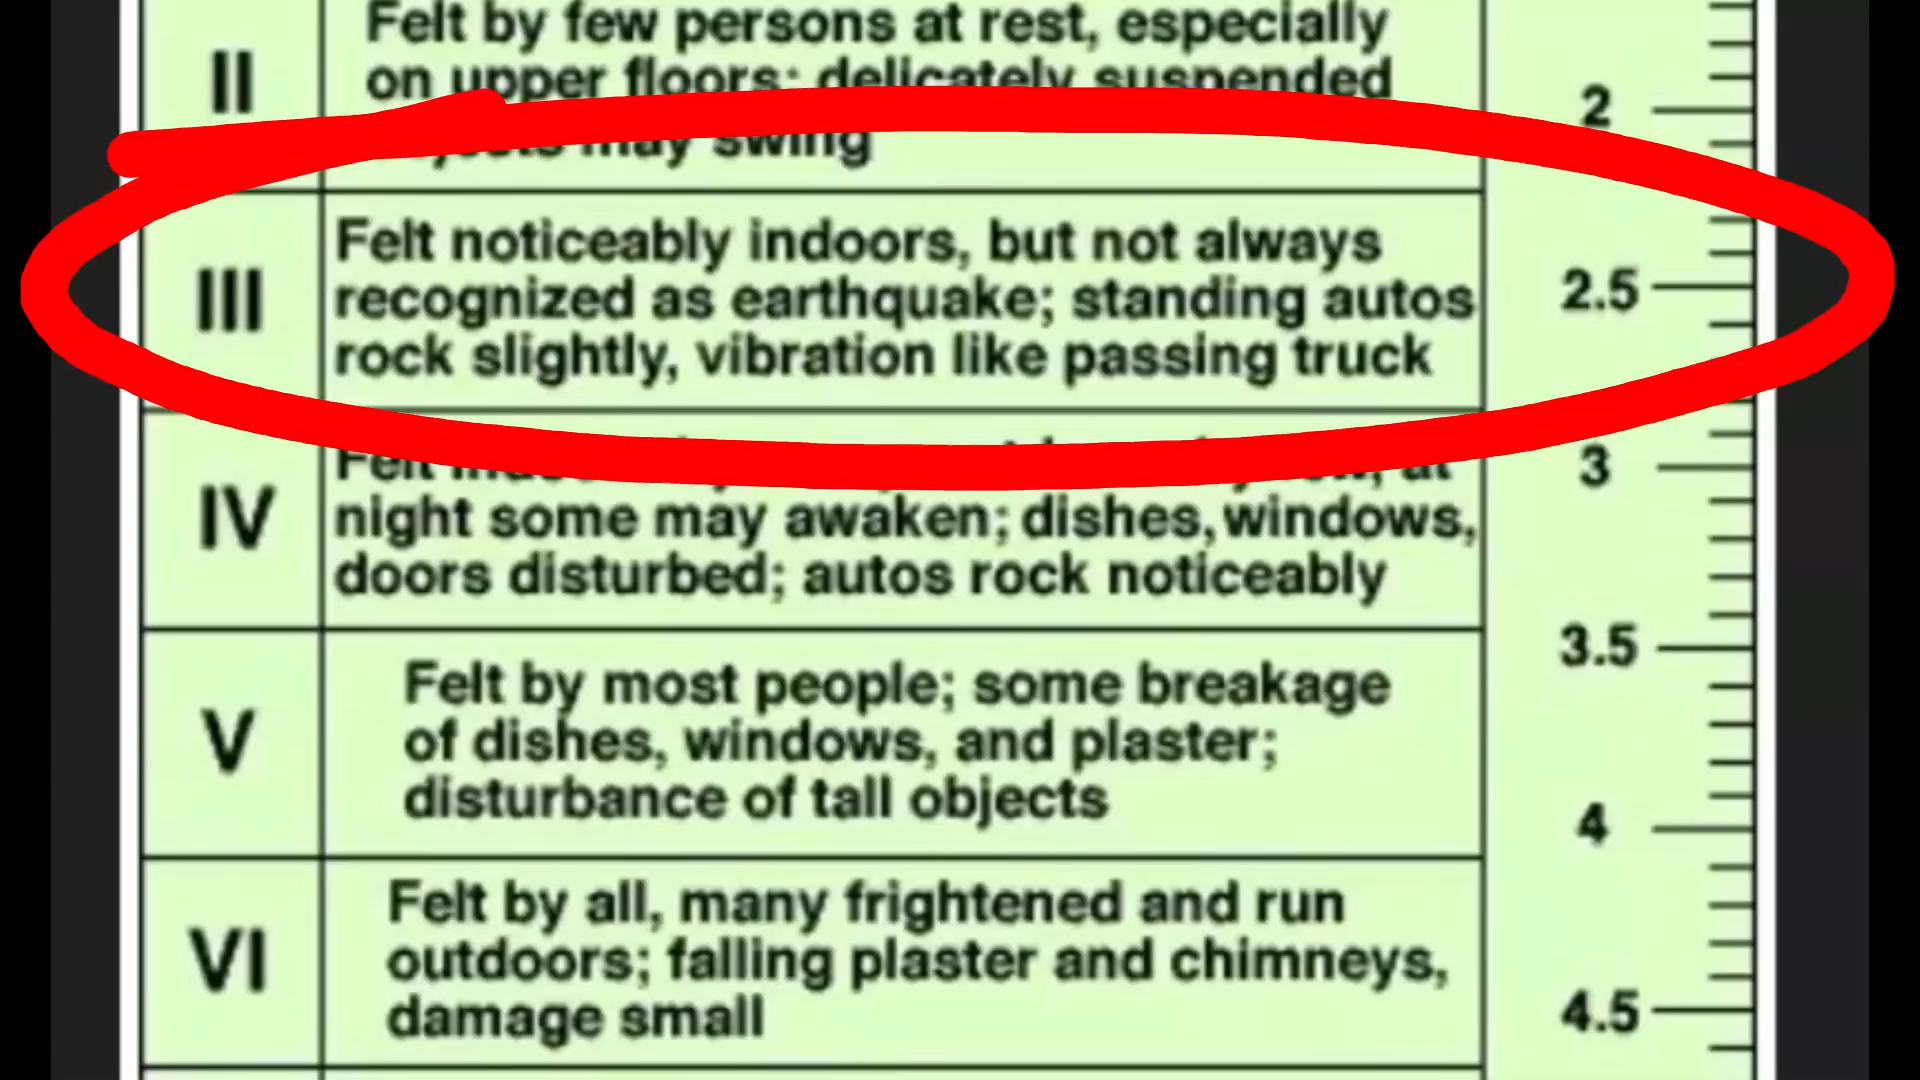 Felt by few persons at rest, especially
II
on upper floors; delicately suspended
2
may swing
Felt noticeably indoors, but not always
III
recognized as earthquake; standing autos
2.5
rock slightly, vibration like passing truck
Felt at
3
IV
night some may awaken; dishes, windows,
doors disturbed; autos rock noticeably
3.5
Felt by most people; some breakage
V
of dishes, windows, and plaster;
disturbance of tall objects
4
Felt by all, many frightened and run
VI
outdoors; falling plaster and chimneys,
damage small
4.5